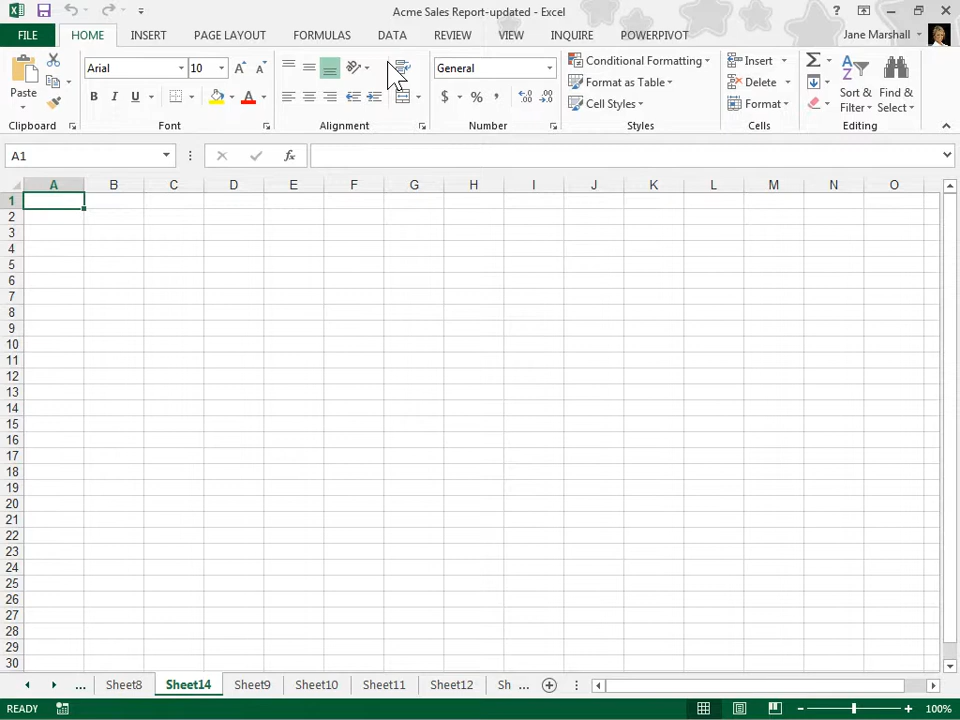 Acme Sales Report-updated - Excel
?
FILE HOME INSERT PAGE LAYOUT FORMULAS DATA REVIEW VIEW INQUIRE POWERPIVOT Jane Marshall
Paste
Arial 10
B I U
General
$ % ,
Conditional Formatting
Format as Table
Cell Styles
Insert
Delete
Format
Sort & Filter
Find & Select
Clipboard Font Alignment Number Styles Cells Editing
A1 fx
A B C D E F G H I J K L M N O
1
2
3
4
5
6
7
8
9
10
11
12
13
14
15
16
17
18
19
20
21
22
23
24
25
26
27
28
29
30
... Sheet8 Sheet14 Sheet9 Sheet10 Sheet11 Sheet12 Sh ...
READY 100%